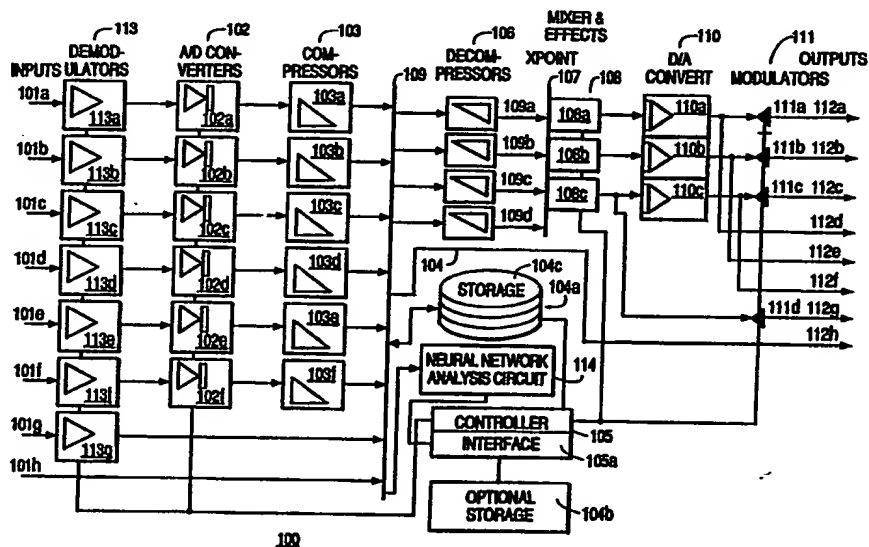 113
102
103
106
MIXER &
EFFECTS
110
111
INPUTS
DEMOD-
ULATORS
A/D CON-
VERTERS
COM-
PRESSORS
109
DECOM-
PRESSORS
XPOINT
107
108
D/A
CONVERT
MODULATORS
OUTPUTS
101a
113a
102a
103a
109a
108a
110a
111a
112a
101b
113b
102b
103b
109b
108b
110b
111b
112b
101c
113c
102c
103c
109c
108c
110c
111c
112c
109d
112d
101d
113d
102d
103d
104
104c
112e
STORAGE
104a
112f
101e
113e
102e
103e
111d
112g
112h
101f
113f
102f
103f
NEURAL NETWORK
ANALYSIS CIRCUIT
114
101g
113g
CONTROLLER
105
INTERFACE
105a
101h
OPTIONAL
STORAGE
104b
100